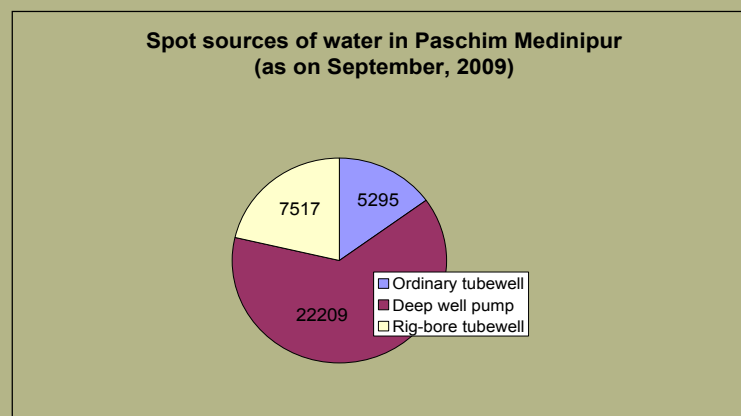 Spot sources of water in Paschim Medinipur
(as on September, 2009)
7517
5295
22209
Ordinary tubewell
Deep well pump
Rig-bore tubewell